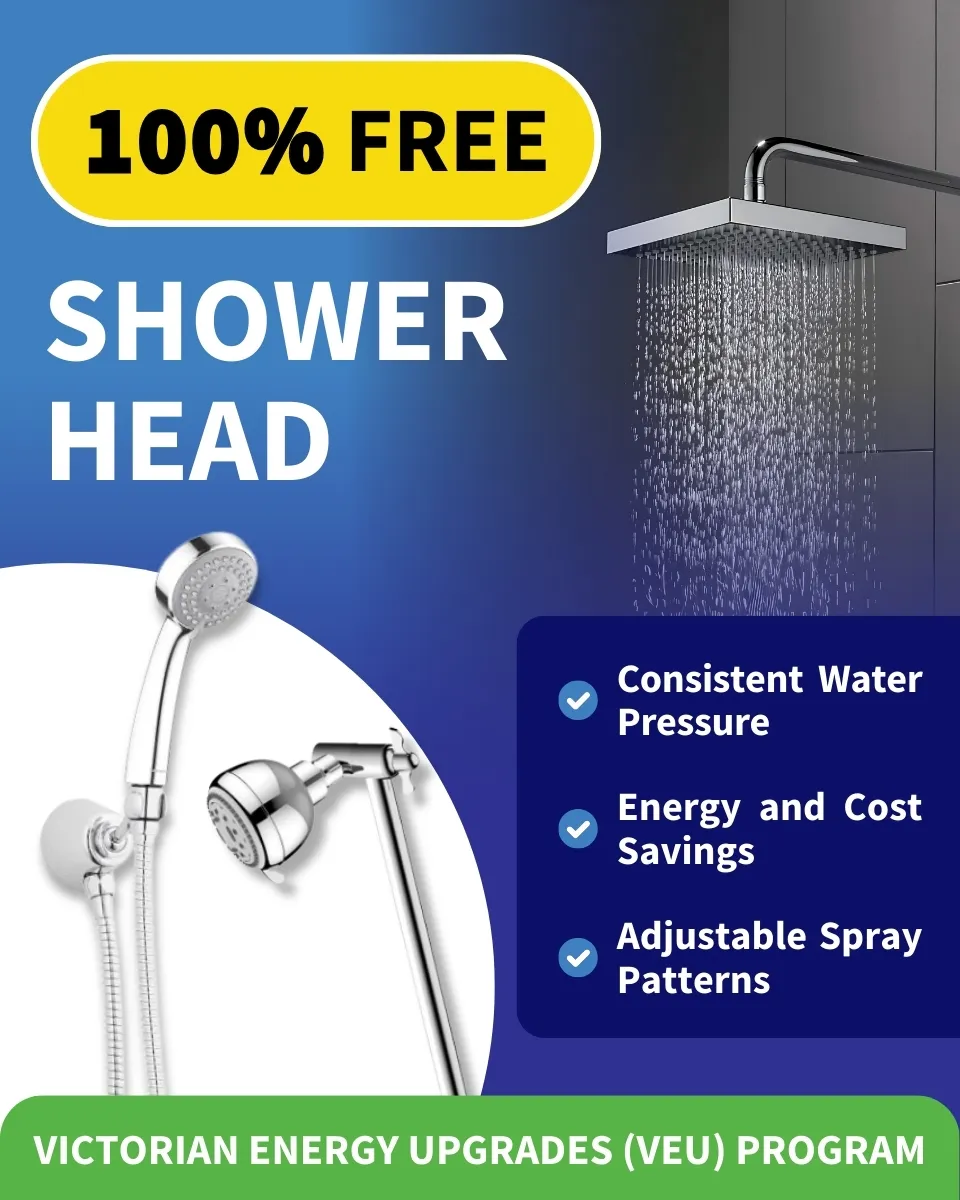 100% FREE
SHOWER
HEAD
Consistent Water
Pressure
Energy and Cost
Savings
Adjustable Spray
Patterns
VICTORIAN ENERGY UPGRADES (VEU) PROGRAM